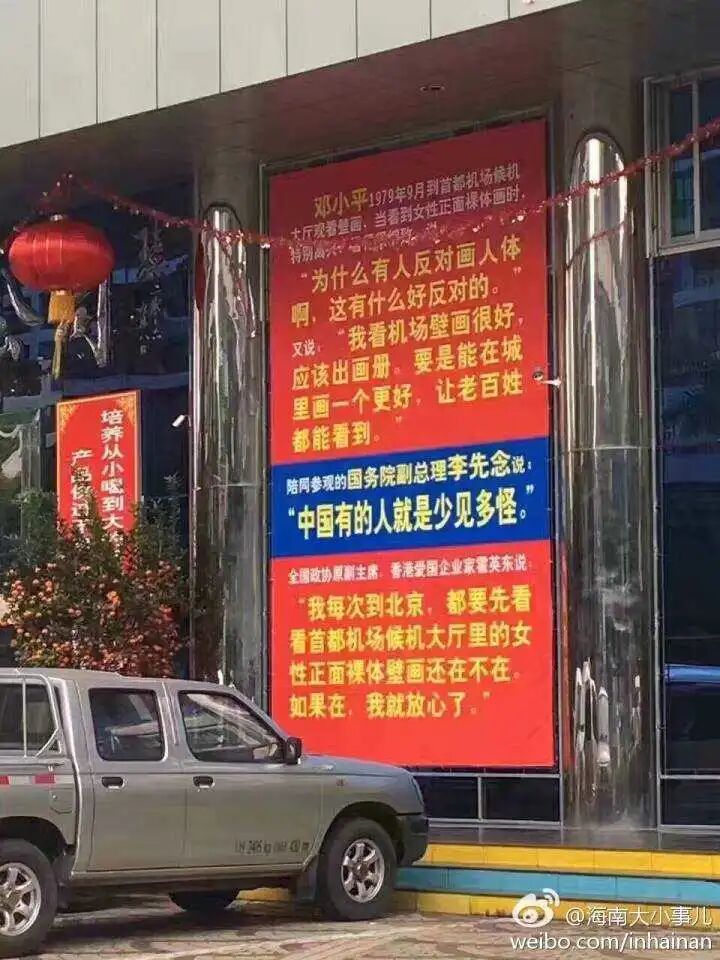 邓小平1979年9月到首都机场候机
大厅观看壁画，当看到女性正面裸体画时，
特别高兴
“为什么有人反对画人体
啊，这有什么好反对的。”
又说：“我看机场壁画很好，
应该出画册。要是能在城
里画一个更好，让老百姓
都能看到。”
陪同参观的国务院副总理李先念说：
“中国有的人就是少见多怪。”
全国政协原副主席，香港爱国企业家霍英东说：
“我每次到北京，都要先看
看首都机场候机大厅里的女
性正面裸体壁画还在不在。
如果在，我就放心了。”
培养从小喝到大
@海南大小事儿
weibo.com/inhainan